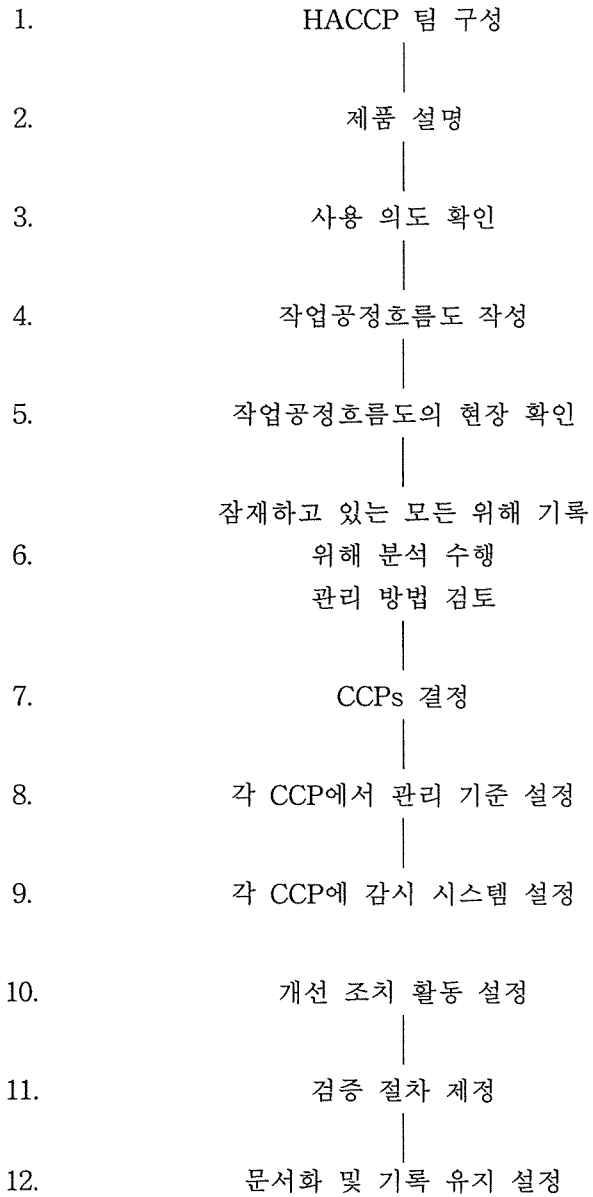 1. HACCP 팀 구성
2. 제품 설명
3. 사용 의도 확인
4. 작업공정흐름도 작성
5. 작업공정흐름도의 현장 확인
잠재하고 있는 모든 위해 기록
6. 위해 분석 수행
관리 방법 검토
7. CCPs 결정
8. 각 CCP에서 관리 기준 설정
9. 각 CCP에 감시 시스템 설정
10. 개선 조치 활동 설정
11. 검증 절차 제정
12. 문서화 및 기록 유지 설정